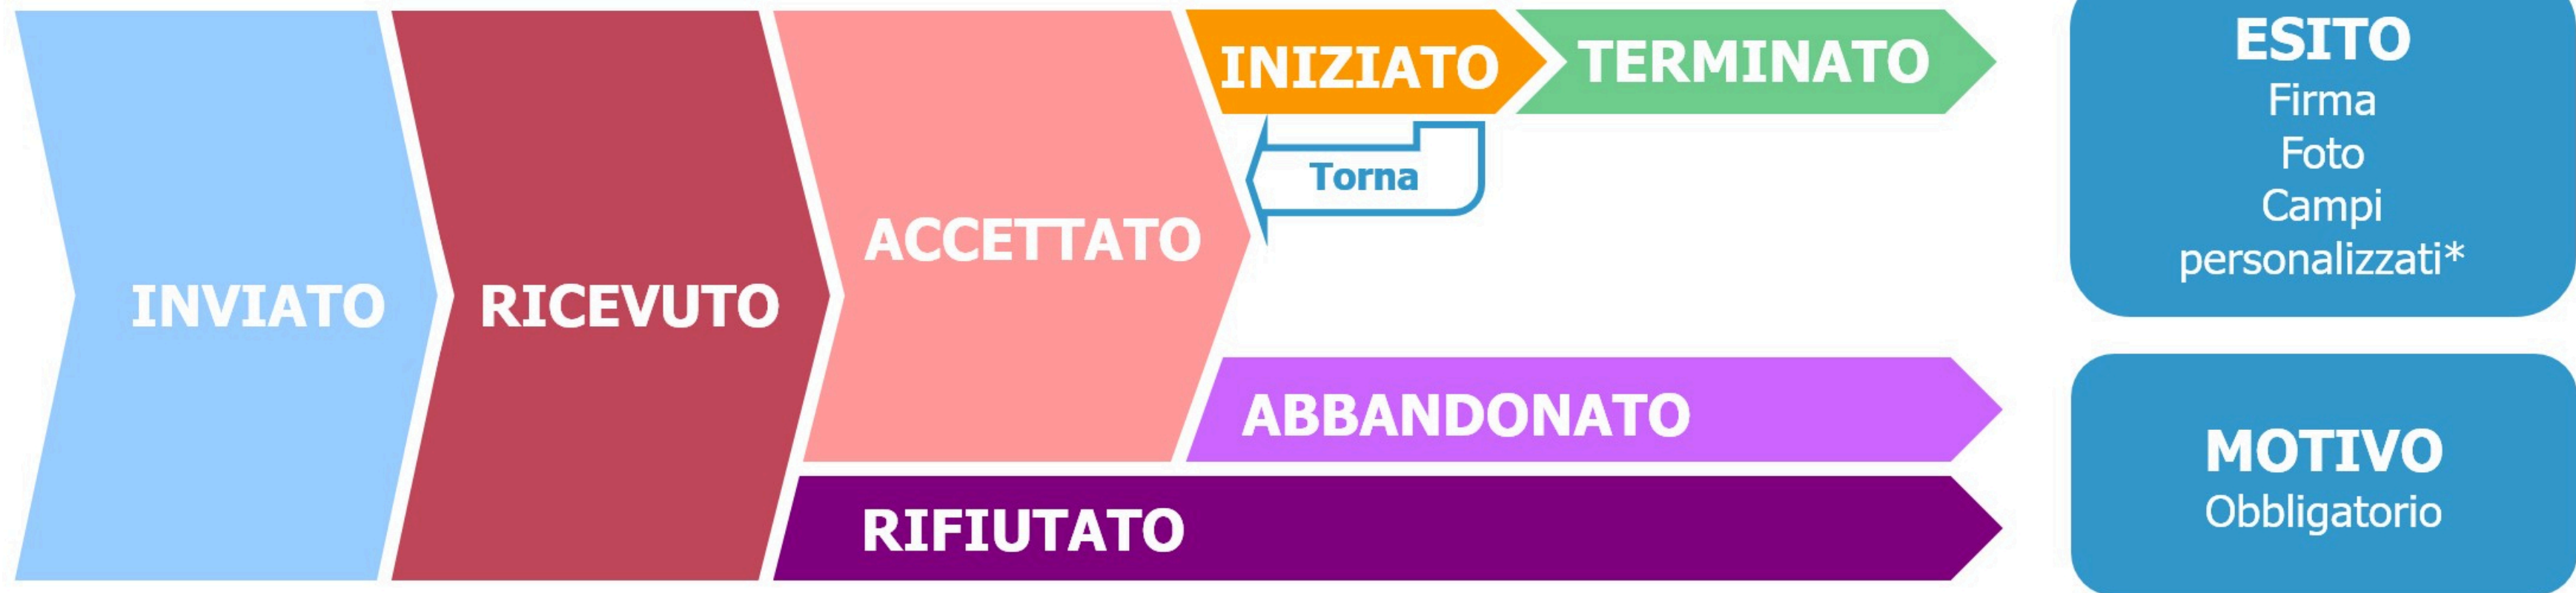 INVIATO
RICEVUTO
ACCETTATO
INIZIATO
TERMINATO
Torna
ABBANDONATO
RIFIUTATO
ESITO
Firma
Foto
Campi
personalizzati*
MOTIVO
Obbligatorio